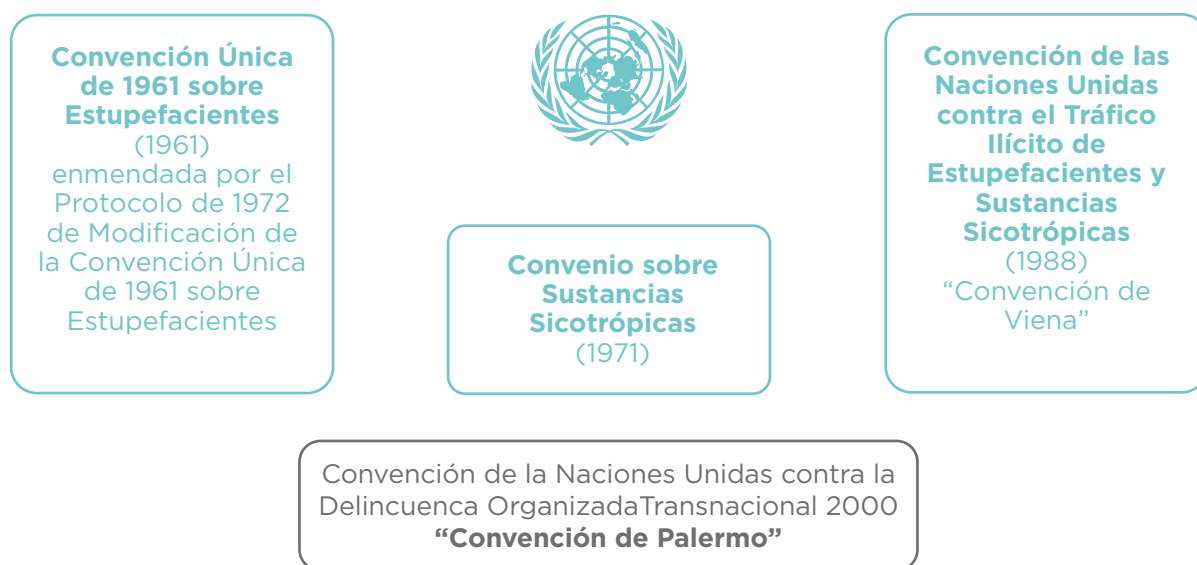 Convención Única
de 1961 sobre
Estupefacientes
(1961)
enmendada por el
Protocolo de 1972
de Modificación de
la Convención Única
de 1961 sobre
Estupefacientes
Convenio sobre
Sustancias
Sicotrópicas
(1971)
Convención de las
Naciones Unidas
contra el Tráfico
Ilícito de
Estupefacientes y
Sustancias
Sicotrópicas
(1988)
“Convención de
Viena”
Convención de la Naciones Unidas contra la
Delincuenca OrganizadaTransnacional 2000
“Convención de Palermo”